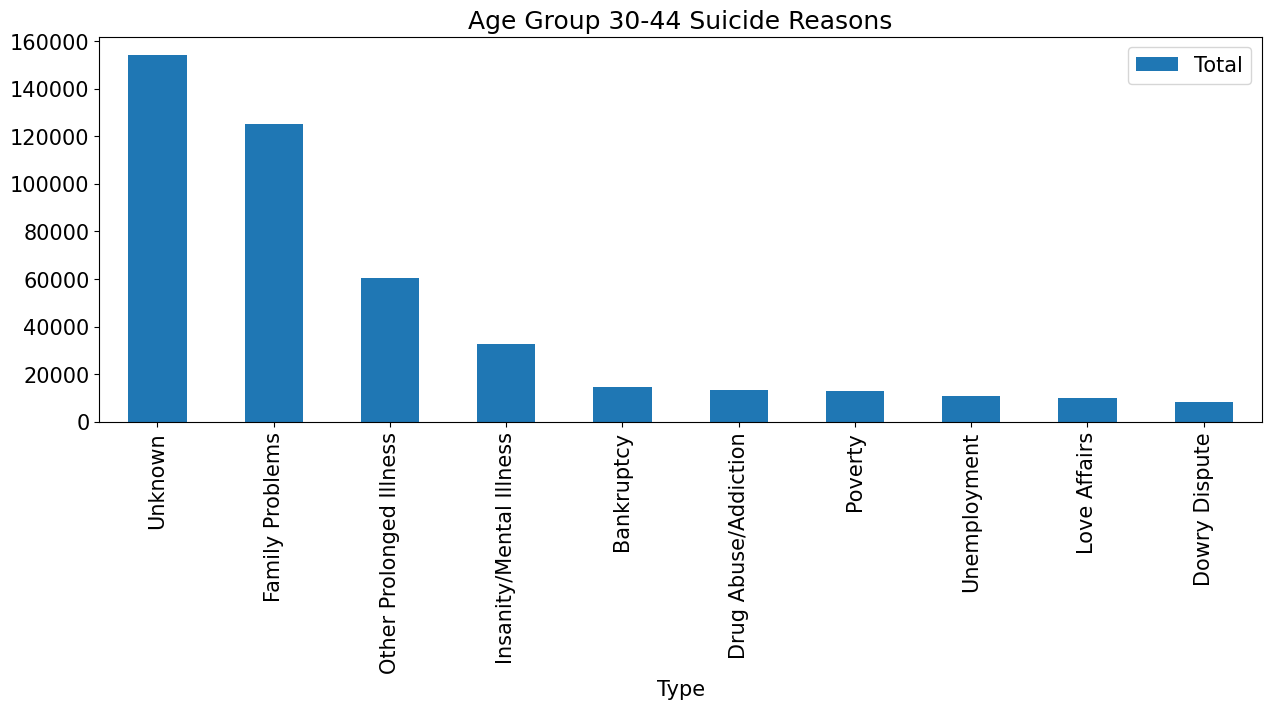 Age Group 30-44 Suicide Reasons
Total
160000
140000
120000
100000
80000
60000
40000
20000
0
Unknown
Family Problems
Other Prolonged Illness
Insanity/Mental Illness
Bankruptcy
Drug Abuse/Addiction
Poverty
Unemployment
Love Affairs
Dowry Dispute
Type